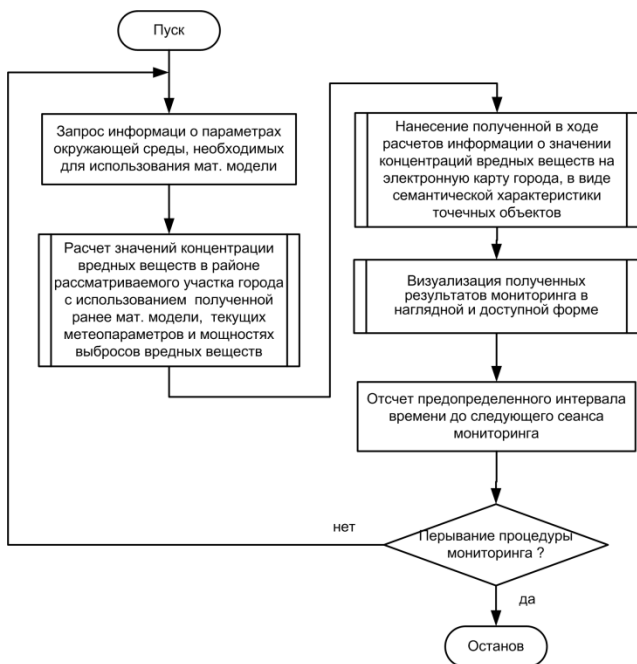 Пуск
Запрос информаци о параметрах
окружающей среды, необходимых
для использования мат. модели
Расчет значений концентрации
вредных веществ в районе
рассматриваемого участка города
с использованием полученной
ранее мат. модели, текущих
метеопараметров и мощностях
выбросов вредных веществ
Нанесение полученной в ходе
расчетов информации о значении
концентраций вредных веществ на
электронную карту города, в виде
семантической характеристики
точечных объектов
Визуализация полученных
результатов мониторинга в
наглядной и доступной форме
Отсчет предопределенного интервала
времени до следующего сеанса
мониторинга
Перывание процедуры
мониторинга ?
нет
да
Останов